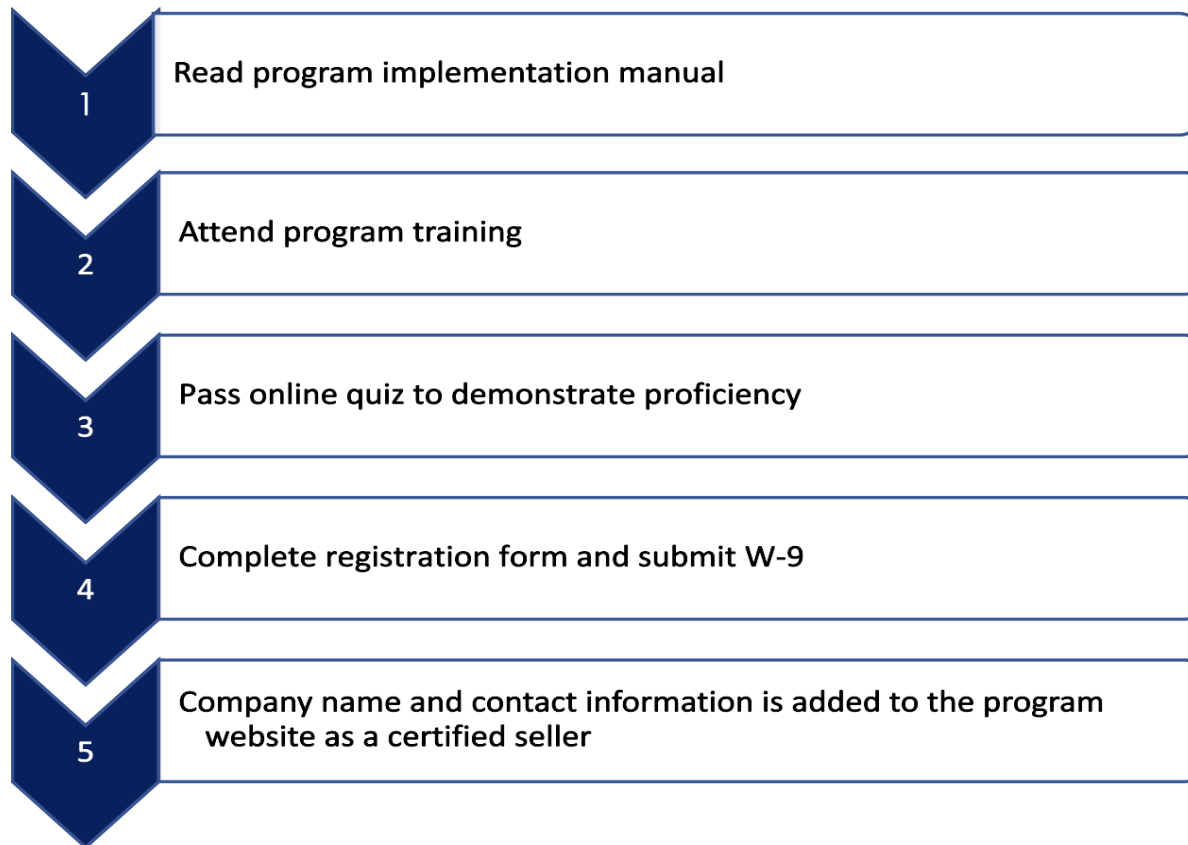 1
Read program implementation manual
2
Attend program training
3
Pass online quiz to demonstrate proficiency
4
Complete registration form and submit W-9
5
Company name and contact information is added to the program
website as a certified seller